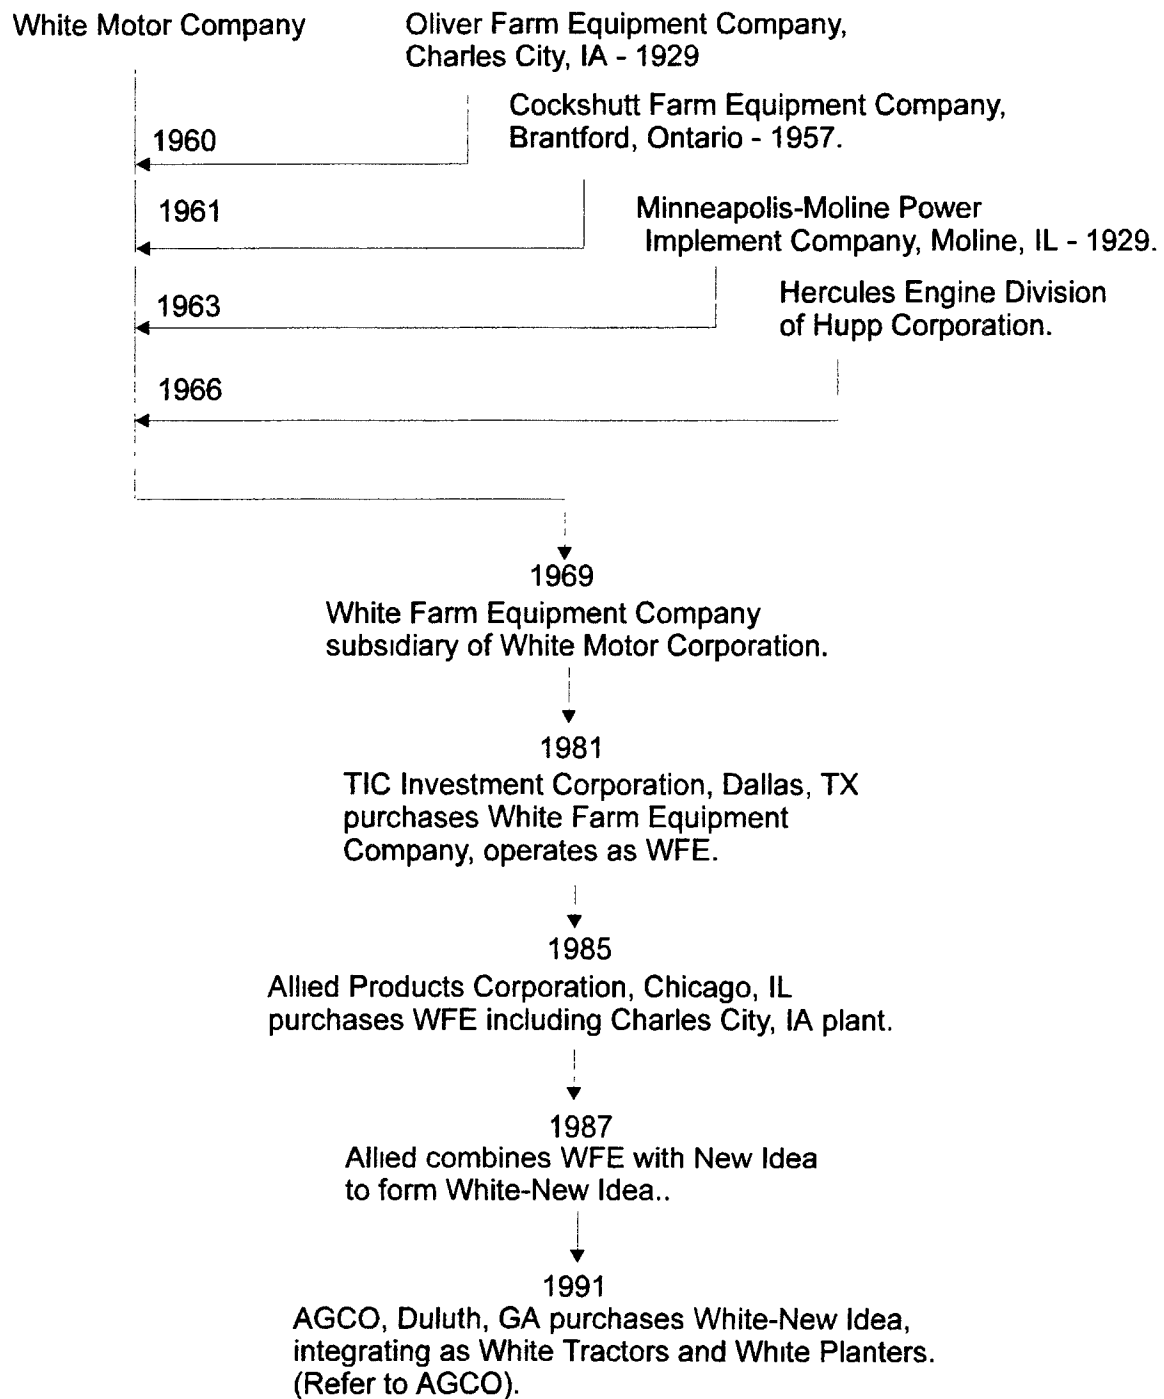 White Motor Company
Oliver Farm Equipment Company,
Charles City, IA - 1929
Cockshutt Farm Equipment Company,
Brantford, Ontario - 1957.
1960
1961
Minneapolis-Moline Power
Implement Company, Moline, IL - 1929.
1963
Hercules Engine Division
of Hupp Corporation.
1966
1969
White Farm Equipment Company
subsidiary of White Motor Corporation.
1981
TIC Investment Corporation, Dallas, TX
purchases White Farm Equipment
Company, operates as WFE.
1985
Allied Products Corporation, Chicago, IL
purchases WFE including Charles City, IA plant.
1987
Allied combines WFE with New Idea
to form White-New Idea..
1991
AGCO, Duluth, GA purchases White-New Idea,
integrating as White Tractors and White Planters.
(Refer to AGCO).